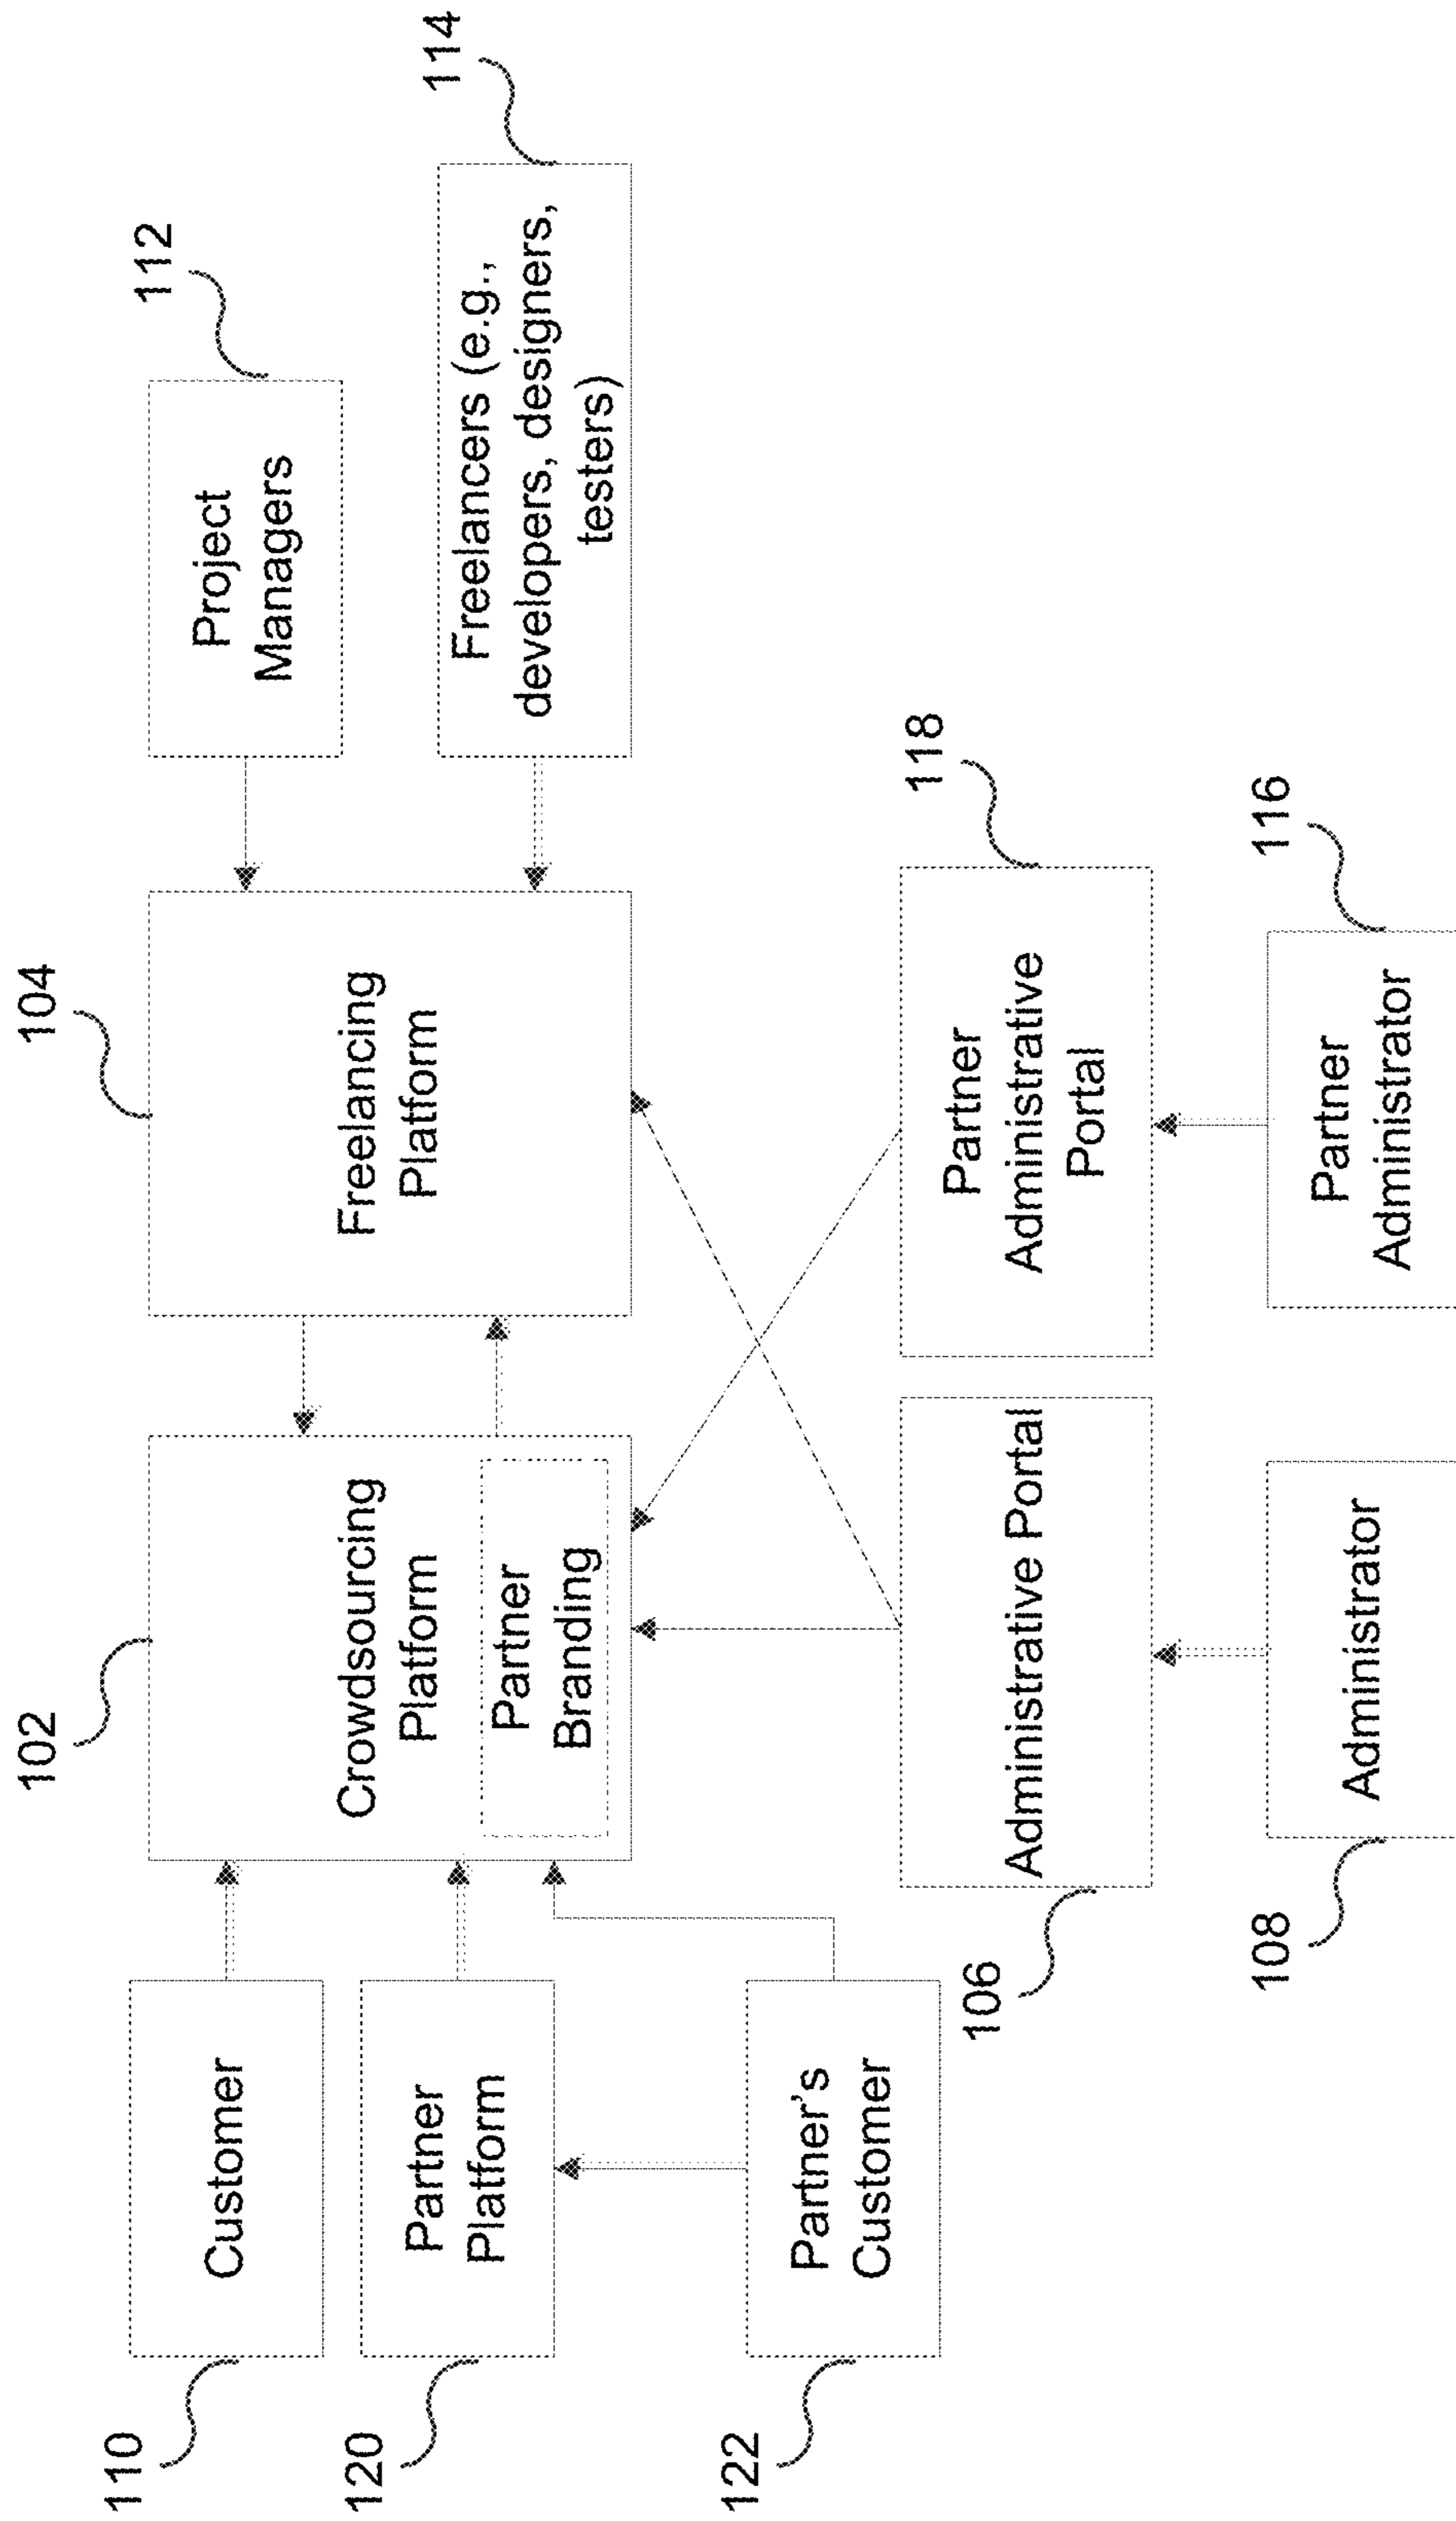 102
104
112
114
110
Customer
120
Partner
Platform
122
Partner's
Customer
Crowdsourcing
Platform
Partner
Branding
Freelancing
Platform
Project
Managers
Freelancers (e.g.,
developers, designers,
testers)
106
Administrative Portal
118
Partner
Administrative
Portal
108
Administrator
116
Partner
Administrator